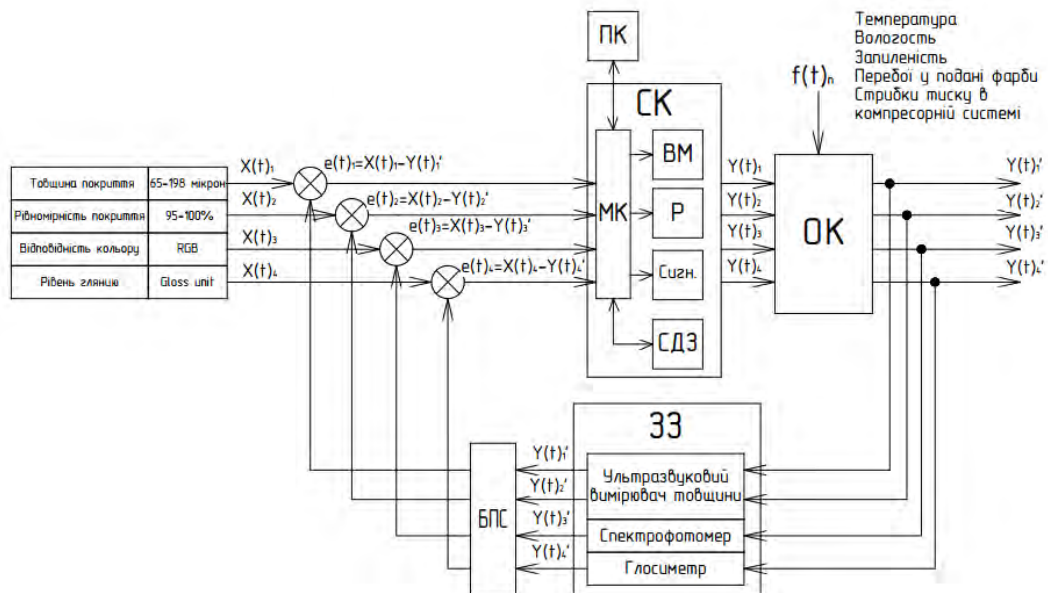 ПК
Температура
Вологость
Запиленість
Перебої у подані фарби
Стрибки тиску в
компресорній системі
f(t)ₙ
СК
МК
ВМ
Р
Сигн.
СДЗ
ОК
Товщина покриття 65-198 мікрон
Рівномірність покриття 95-100%
Відповідність кольору RGB
Рівень глянцю Gloss unit
X(t)₁
X(t)₂
X(t)₃
X(t)₄
e(t)₁=X(t)₁-Y(t)₁'
e(t)₂=X(t)₂-Y(t)₂'
e(t)₃=X(t)₃-Y(t)₃'
e(t)₄=X(t)₄-Y(t)₄'
Y(t)₁
Y(t)₂
Y(t)₃
Y(t)₄
Y(t)₁'
Y(t)₂'
Y(t)₃'
Y(t)₄'
ЗЗ
Ультразвуковий
вимірювач товщини
Спектрофотомер
Глосиметр
Y(t)₁'
Y(t)₂'
Y(t)₃'
Y(t)₄'
БПС